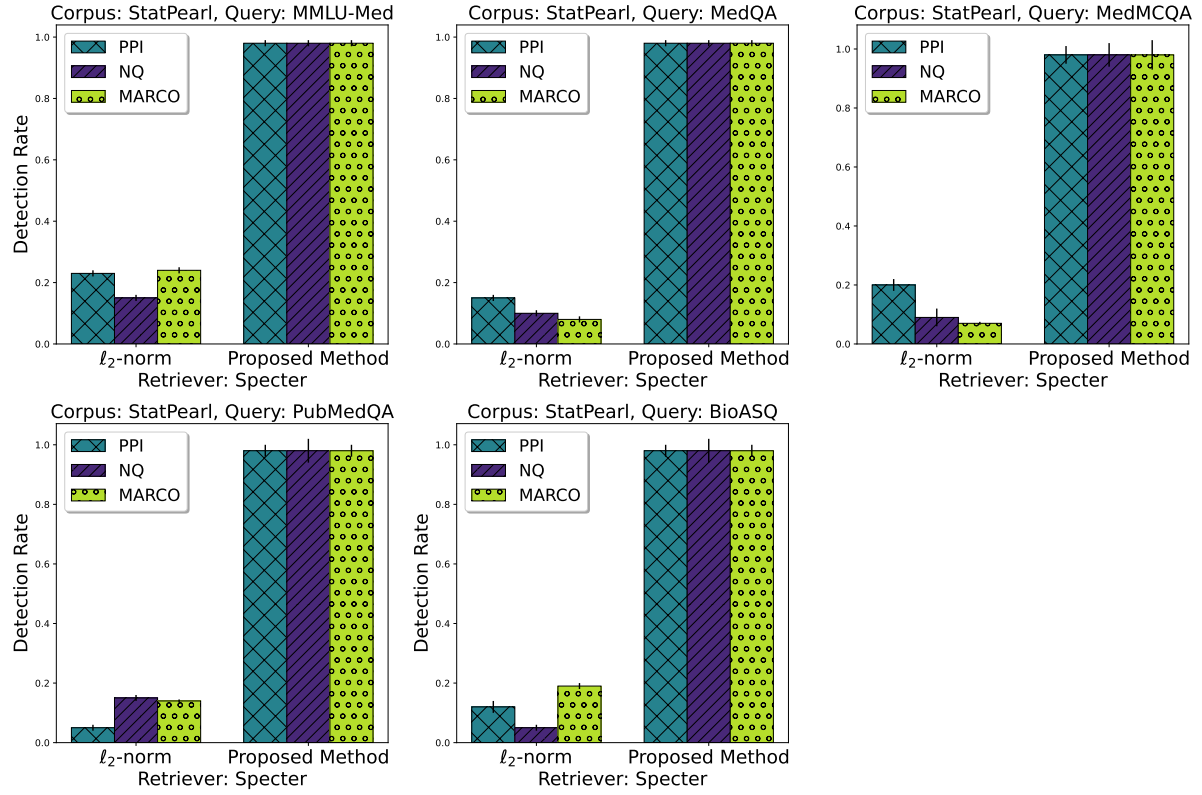 Corpus: StatPearl, Query: MMLU-Med
Detection Rate
1.0
0.8
0.6
0.4
0.2
0.0
PPI
NQ
MARCO
ℓ₂-norm
Proposed Method
Retriever: Specter
Corpus: StatPearl, Query: MedQA
1.0
0.8
0.6
0.4
0.2
0.0
PPI
NQ
MARCO
ℓ₂-norm
Proposed Method
Retriever: Specter
Corpus: StatPearl, Query: MedMCQA
1.0
0.8
0.6
0.4
0.2
0.0
PPI
NQ
MARCO
ℓ₂-norm
Proposed Method
Retriever: Specter
Corpus: StatPearl, Query: PubMedQA
Detection Rate
1.0
0.8
0.6
0.4
0.2
0.0
PPI
NQ
MARCO
ℓ₂-norm
Proposed Method
Retriever: Specter
Corpus: StatPearl, Query: BioASQ
Detection Rate
1.0
0.8
0.6
0.4
0.2
0.0
PPI
NQ
MARCO
ℓ₂-norm
Proposed Method
Retriever: Specter